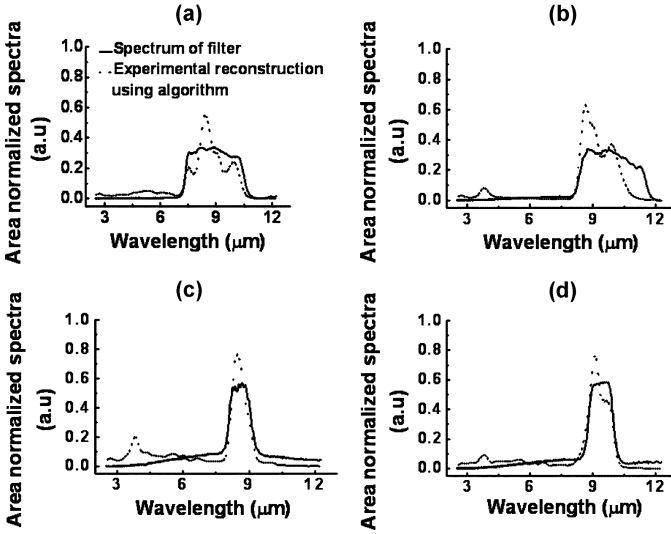 (a)
Area normalized spectra
(a.u)
1.0
0.8
0.6
0.4
0.2
0.0
Spectrum of filter
Experimental reconstruction
using algorithm
3 6 9 12
Wavelength (μm)
(b)
Area normalized spectra
(a.u)
1.0
0.8
0.6
0.4
0.2
0.0
3 6 9 12
Wavelength (μm)
(c)
Area normalized spectra
(a.u)
1.0
0.8
0.6
0.4
0.2
0.0
3 6 9 12
Wavelength (μm)
(d)
Area normalized spectra
(a.u)
1.0
0.8
0.6
0.4
0.2
0.0
3 6 9 12
Wavelength (μm)